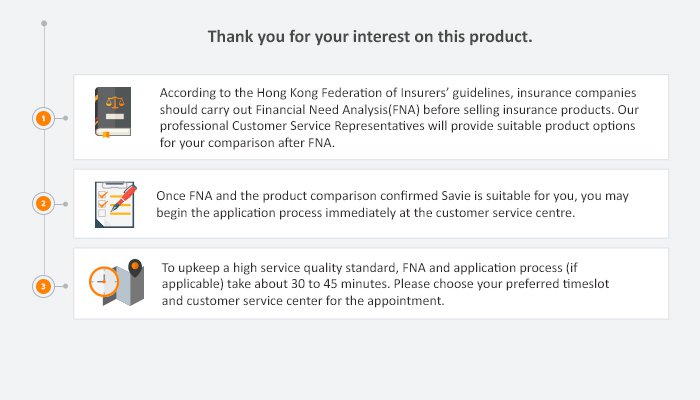 Thank you for your interest on this product.
1
According to the Hong Kong Federation of Insurers’ guidelines, insurance companies
should carry out Financial Need Analysis(FNA) before selling insurance products. Our
professional Customer Service Representatives will provide suitable product options
for your comparison after FNA.
2
Once FNA and the product comparison confirmed Savie is suitable for you, you may
begin the application process immediately at the customer service centre.
3
To upkeep a high service quality standard, FNA and application process (if
applicable) take about 30 to 45 minutes. Please choose your preferred timeslot
and customer service center for the appointment.